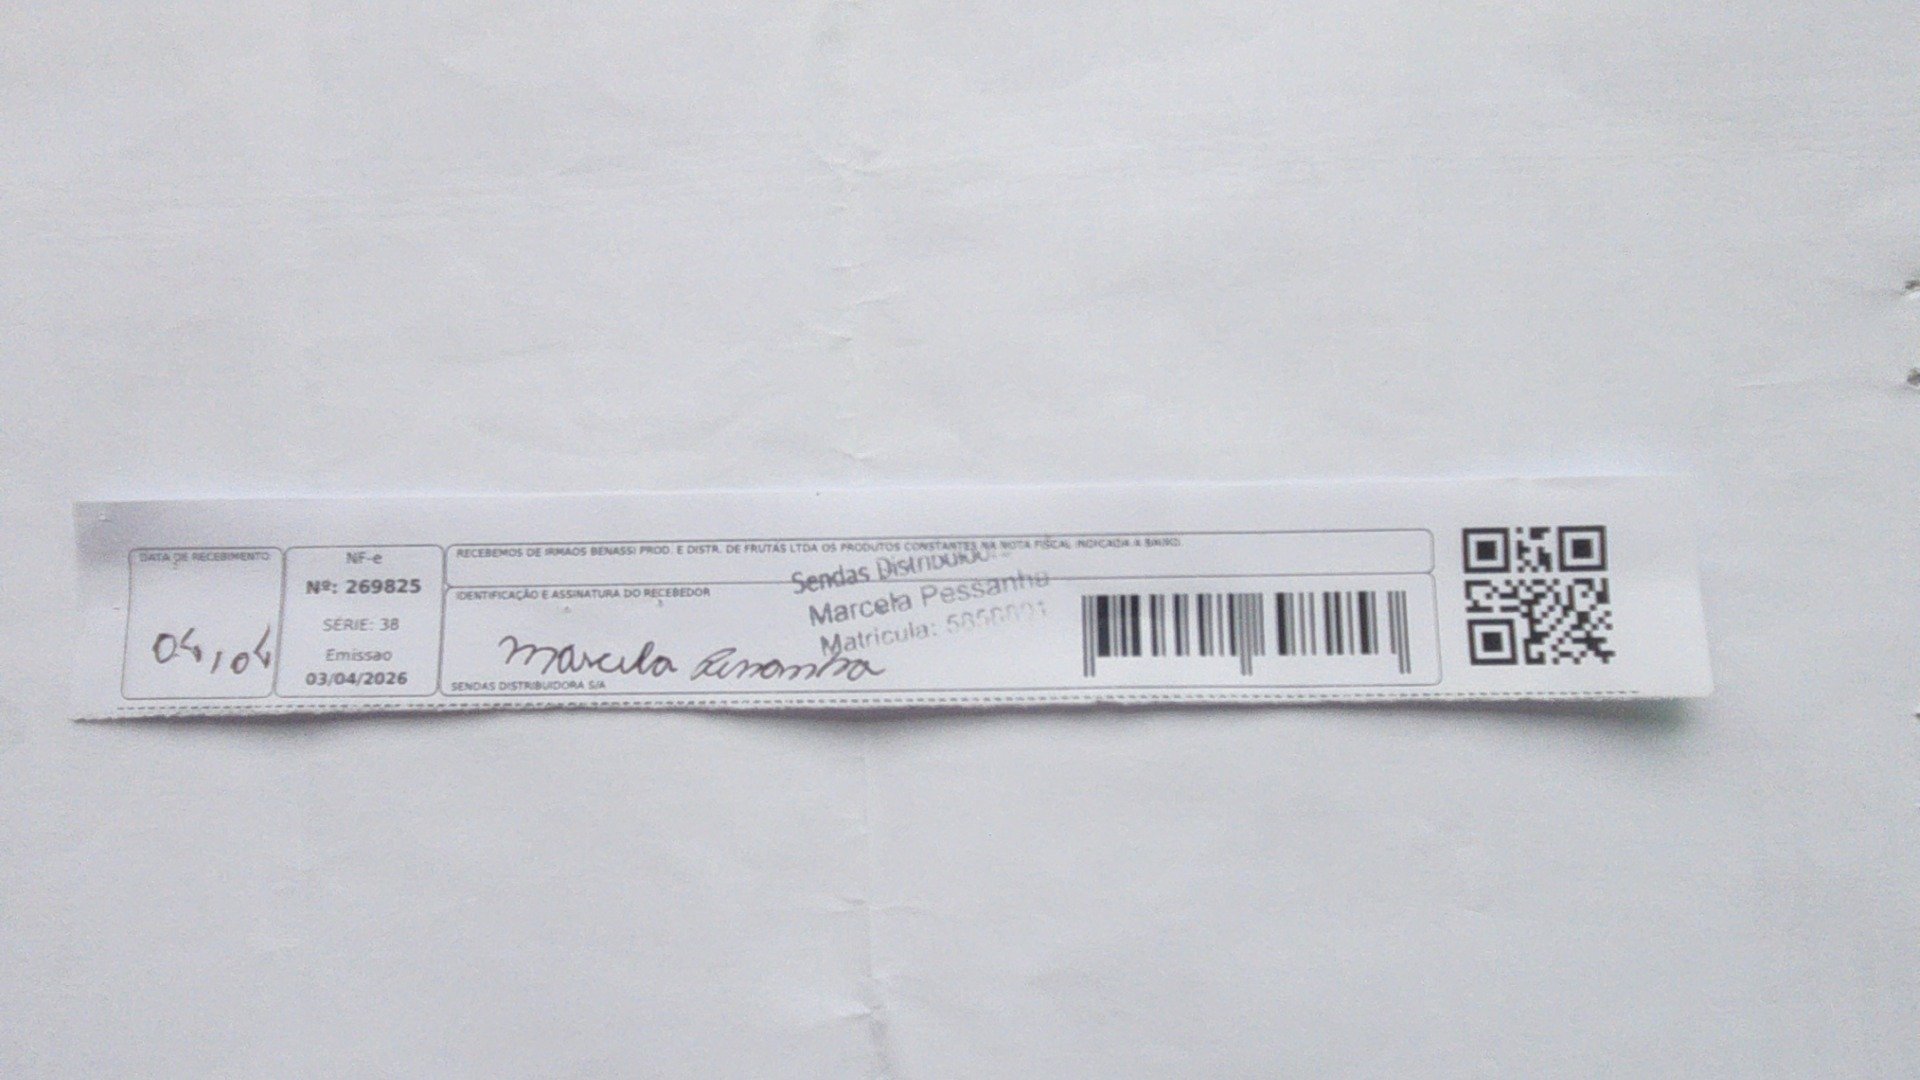 DATA DE RECEBIMENTO
04,04
NF-e
Nº: 269825
SÉRIE: 38
Emissao
03/04/2026
RECEBEMOS DE IRMAOS BENASSI PROD. E DISTR. DE FRUTAS LTDA OS PRODUTOS CONSTANTES NA NOTA FISCAL INDICADA A BAIXO
IDENTIFICAÇÃO E ASSINATURA DO RECEBEDOR
Sendas Distribuidora
Marcela Pessanha
Matricula:
Marcela Pessanha
SENDAS DISTRIBUIDORA S/A